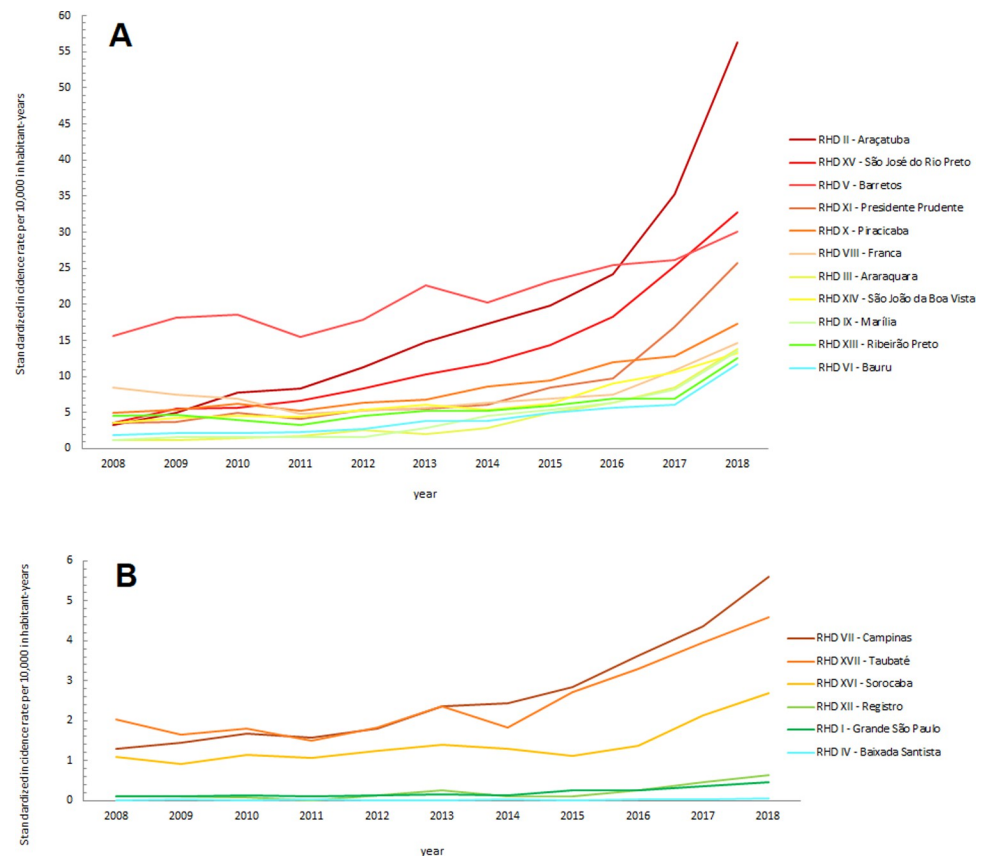 A
Standardized incidence rate per 10,000 inhabitant-years
60
55
50
45
40
35
30
25
20
15
10
5
0
2008 2009 2010 2011 2012 2013 2014 2015 2016 2017 2018
year
RHD II - Araçatuba
RHD XV - São José do Rio Preto
RHD V - Barretos
RHD XI - Presidente Prudente
RHD X - Piracicaba
RHD VIII - Franca
RHD III - Araraquara
RHD XIV - São João da Boa Vista
RHD IX - Marília
RHD XIII - Ribeirão Preto
RHD VI - Bauru
B
Standardized incidence rate per 10,000 inhabitant-years
6
5
4
3
2
1
0
2008 2009 2010 2011 2012 2013 2014 2015 2016 2017 2018
year
RHD VII - Campinas
RHD XVII - Taubaté
RHD XVI - Sorocaba
RHD XII - Registro
RHD I - Grande São Paulo
RHD IV - Baixada Santista